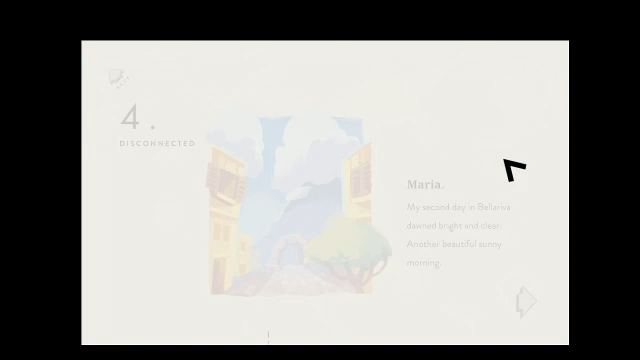 4.
DISCONNECTED
Maria.
My second day in Bellariva
dawned bright and clear.
Another beautiful sunny
morning.